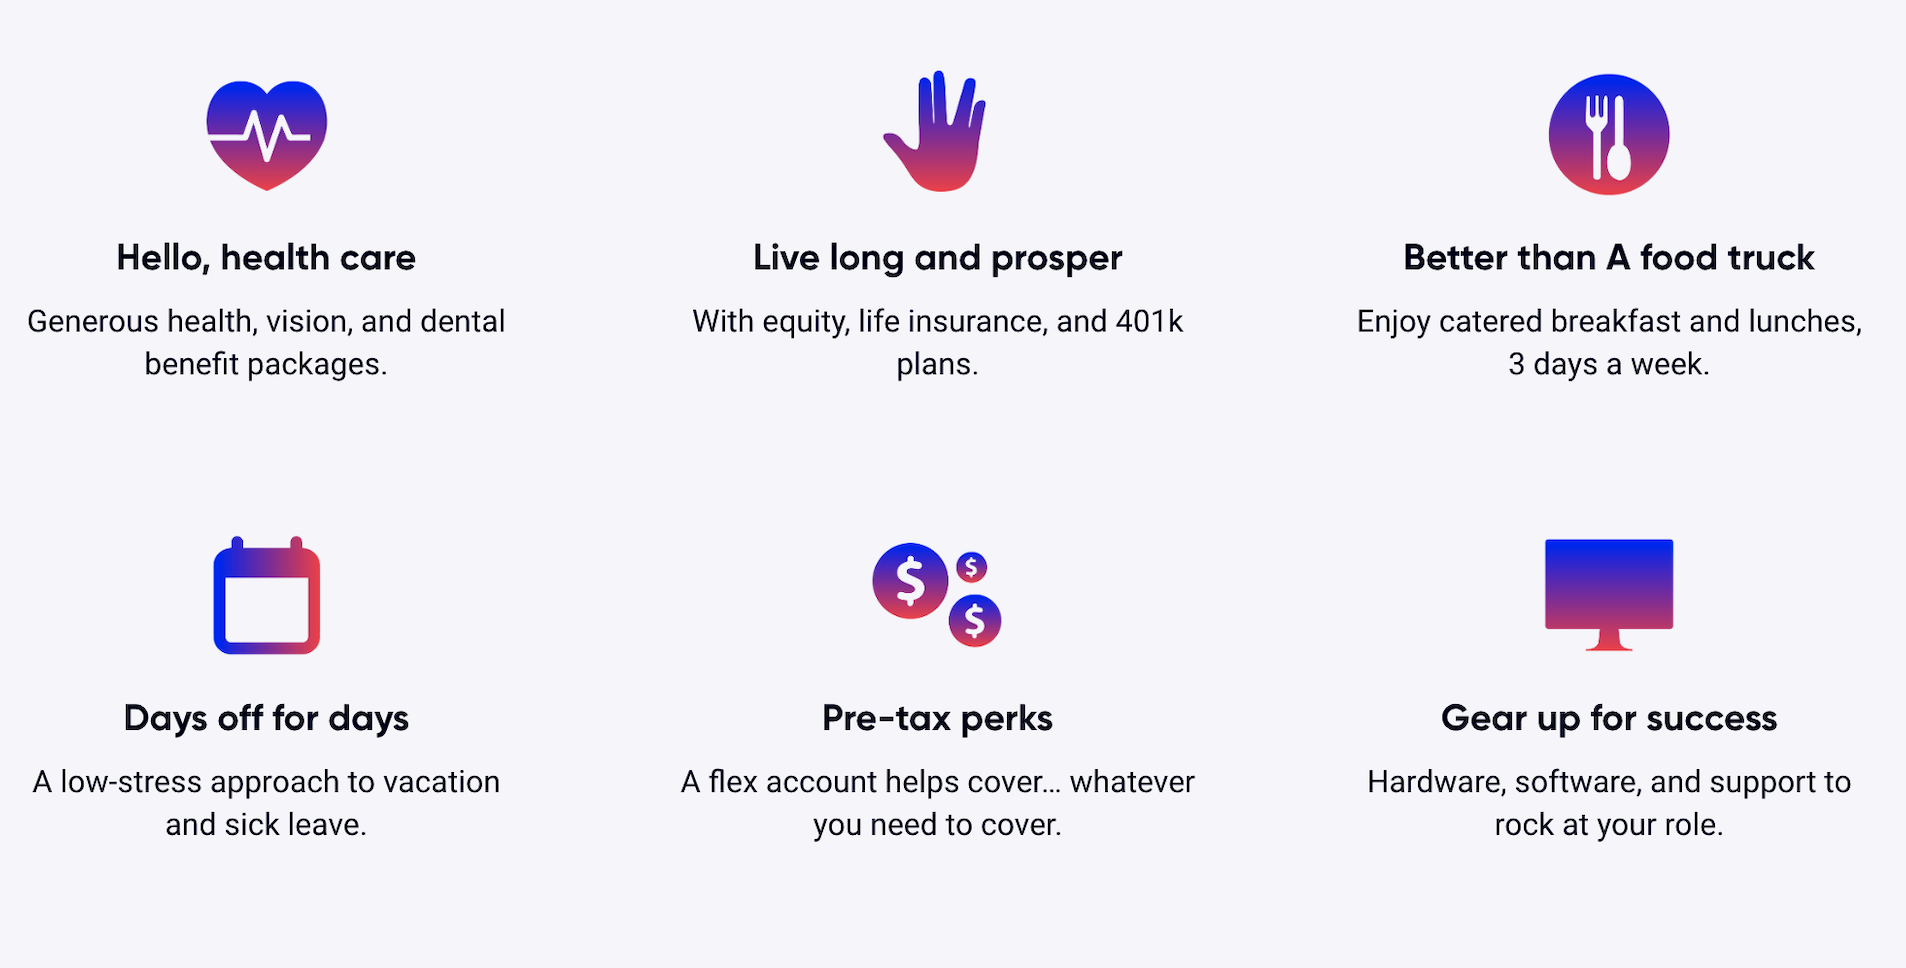 Hello, health care
Generous health, vision, and dental
benefit packages.
Live long and prosper
With equity, life insurance, and 401k
plans.
Better than A food truck
Enjoy catered breakfast and lunches,
3 days a week.
Days off for days
A low-stress approach to vacation
and sick leave.
$ $ $
Pre-tax perks
A flex account helps cover... whatever
you need to cover.
Gear up for success
Hardware, software, and support to
rock at your role.